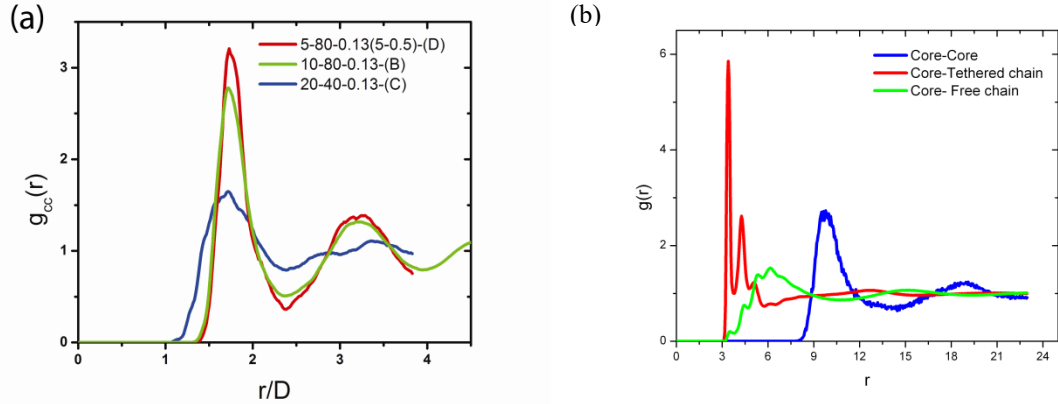 (a)
5-80-0.13(5-0.5)-(D)
10-80-0.13-(B)
20-40-0.13-(C)
g_cc(r)
3
2
1
0
0 1 2 3 4
r/D
(b)
Core-Core
Core-Tethered chain
Core- Free chain
g(r)
6
4
2
0
0 3 6 9 12 15 18 21 24
r